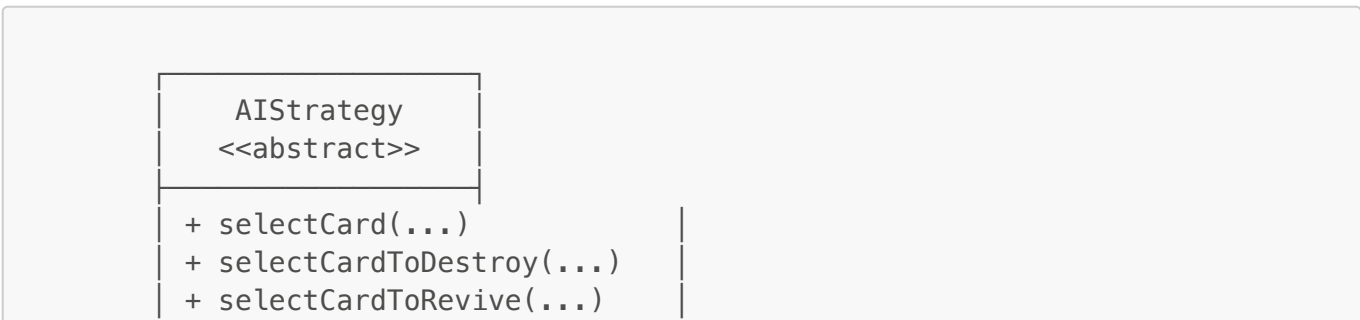 AIStrategy
<<abstract>>
+ selectCard(...)
+ selectCardToDestroy(...)
+ selectCardToRevive(...)